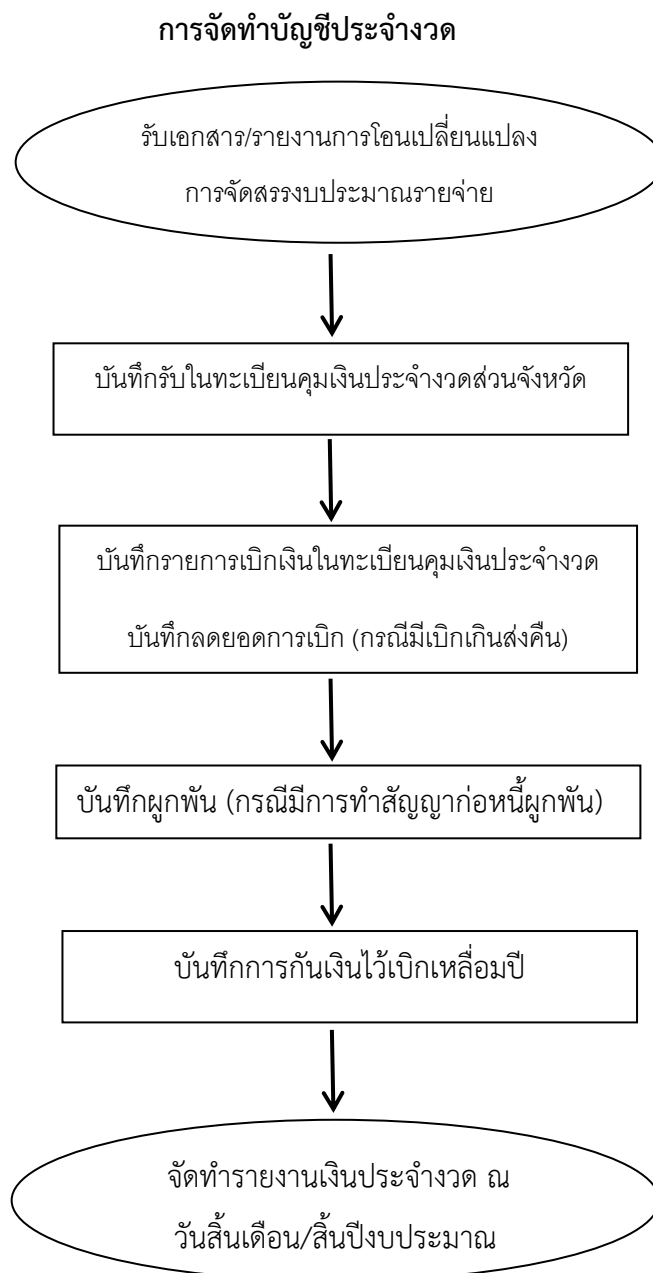 การจัดทำบัญชีประจำงวด
รับเอกสาร/รายงานการโอนเปลี่ยนแปลง
การจัดสรรงบประมาณรายจ่าย
บันทึกรับในทะเบียนคุมเงินประจำงวดส่วนจังหวัด
บันทึกรายการเบิกเงินในทะเบียนคุมเงินประจำงวด
บันทึกลดยอดการเบิก (กรณีมีเบิกเกินส่งคืน)
บันทึกผูกพัน (กรณีมีการทำสัญญาก่อหนี้ผูกพัน)
บันทึกการกันเงินไว้เบิกเหลื่อมปี
จัดทำรายงานเงินประจำงวด ณ
วันสิ้นเดือน/สิ้นปีงบประมาณ